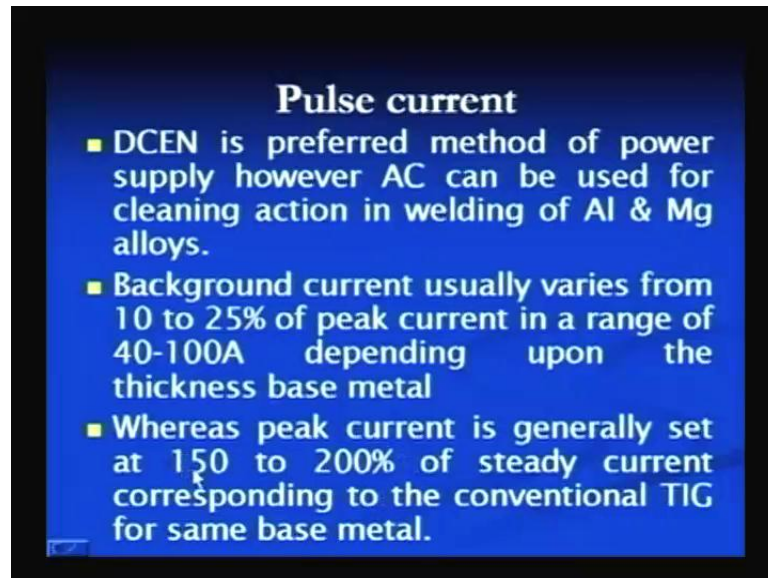 Pulse current
DCEN is preferred method of power
supply however AC can be used for
cleaning action in welding of Al & Mg
alloys.
Background current usually varies from
10 to 25% of peak current in a range of
40-100A depending upon the
thickness base metal
Whereas peak current is generally set
at 150 to 200% of steady current
corresponding to the conventional TIG
for same base metal.